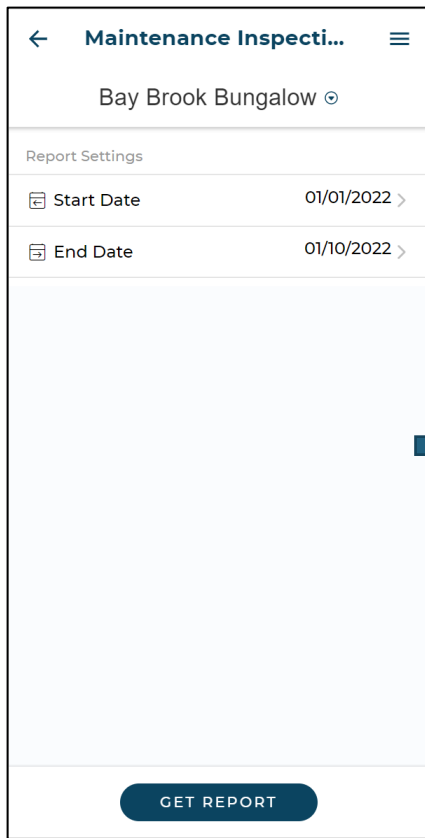 Maintenance Inspecti...
Bay Brook Bungalow
Report Settings
Start Date 01/01/2022
End Date 01/10/2022
GET REPORT